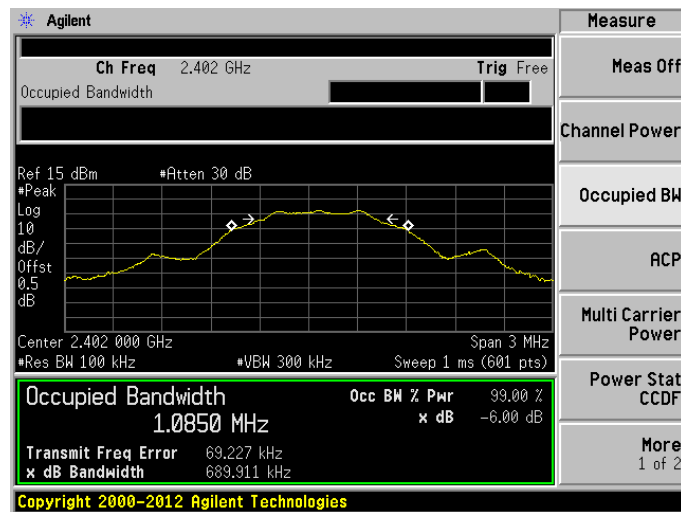 Agilent
Measure
Ch Freq 2.402 GHz Trig Free
Occupied Bandwidth
Meas Off
Channel Power
Occupied BW
ACP
Multi Carrier
Power
Power Stat
CCDF
More
1 of 2
Ref 15 dBm #Atten 30 dB
#Peak
Log
10
dB/
Offst
0.5
dB
Center 2.402 000 GHz Span 3 MHz
#Res BW 100 kHz #VBW 300 kHz Sweep 1 ms (601 pts)
Occupied Bandwidth Occ BW % Pwr 99.00 %
1.0850 MHz x dB -6.00 dB
Transmit Freq Error 69.227 kHz
x dB Bandwidth 689.911 kHz
Copyright 2000-2012 Agilent Technologies